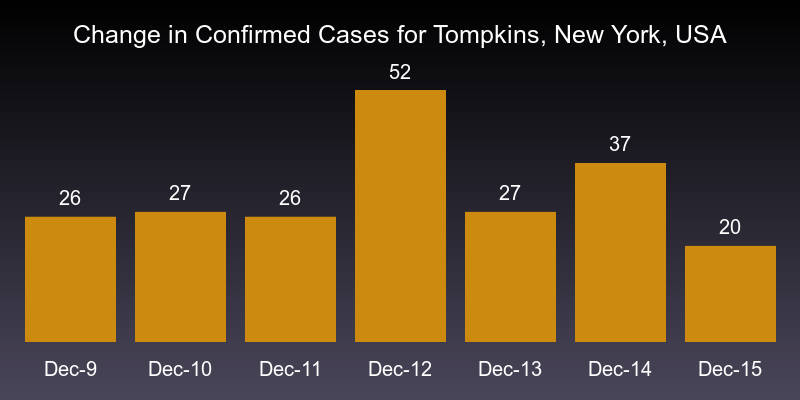 Change in Confirmed Cases for Tompkins, New York, USA
52
37
26
27
26
27
20
Dec-9
Dec-10
Dec-11
Dec-12
Dec-13
Dec-14
Dec-15